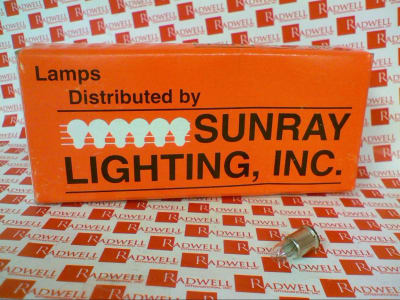 Lamps
Distributed by
SUNRAY
LIGHTING, INC.
RADWELL